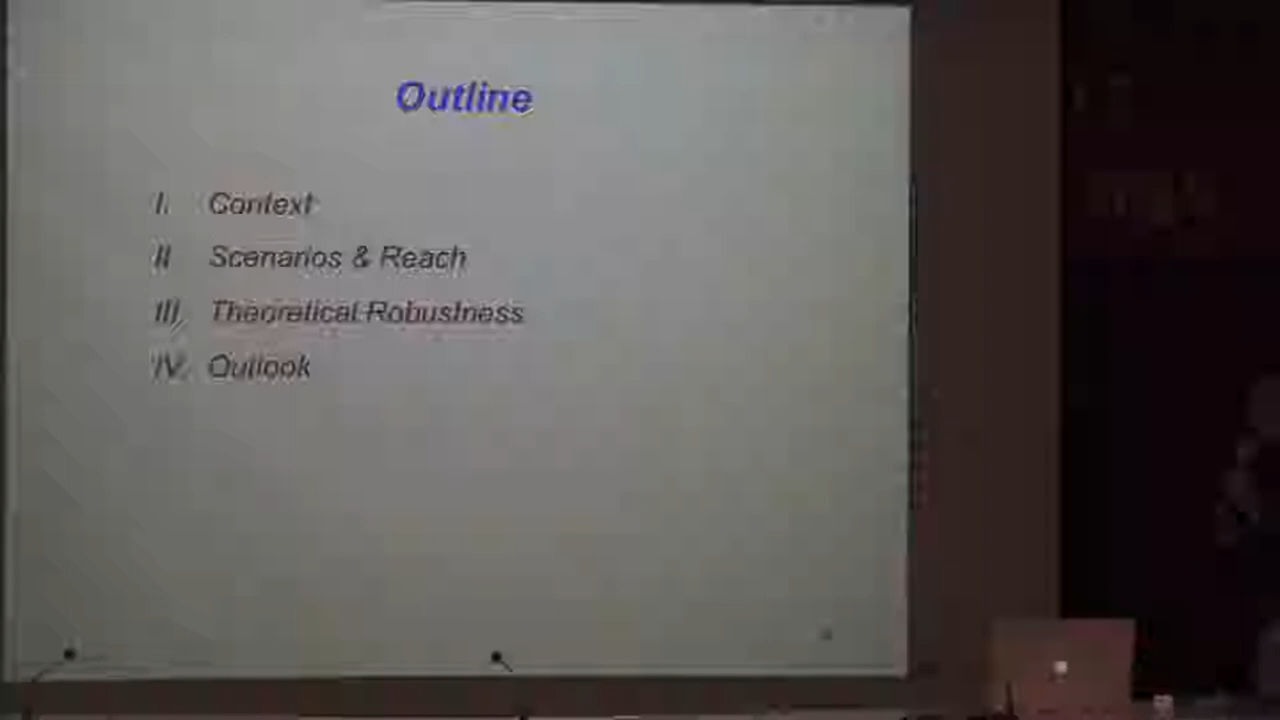 Outline
I. Context
II Scenarios & Reach
III. Theoretical Robustness
IV. Outlook